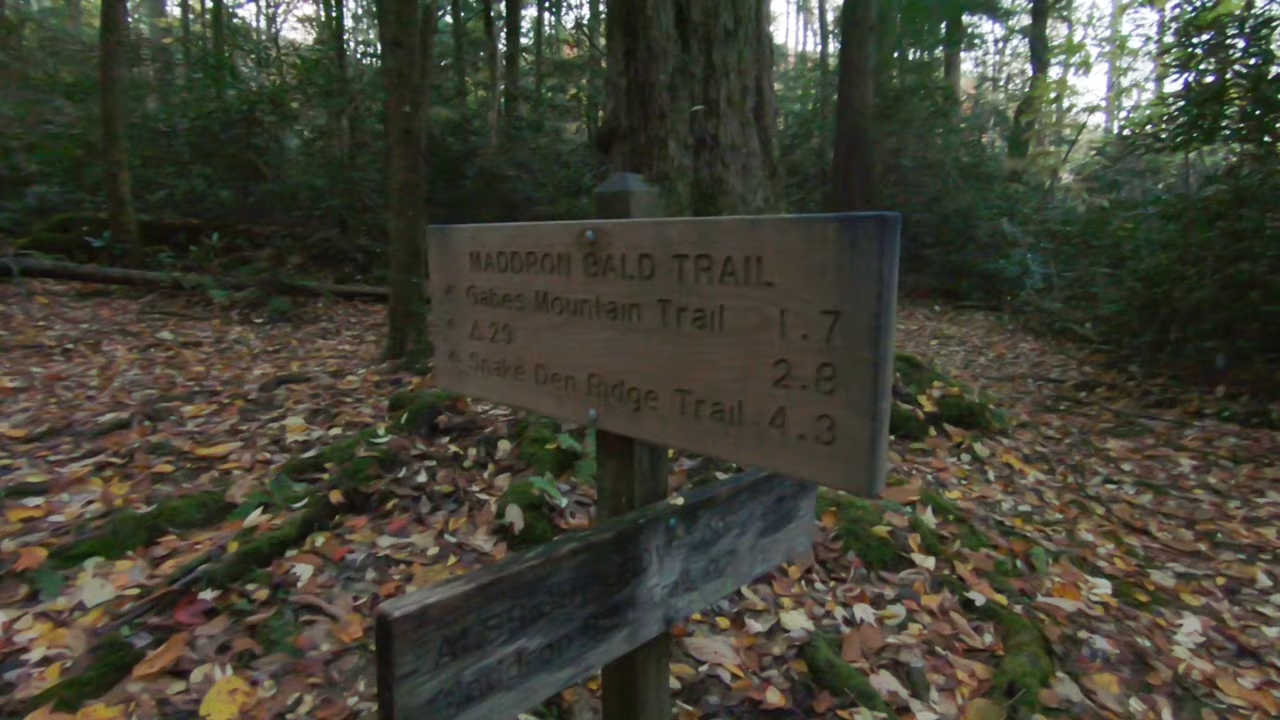 MADDRON BALD TRAIL
Gabes Mountain Trail 1.7
Δ 29 2.8
Snake Den Ridge Trail 4.3